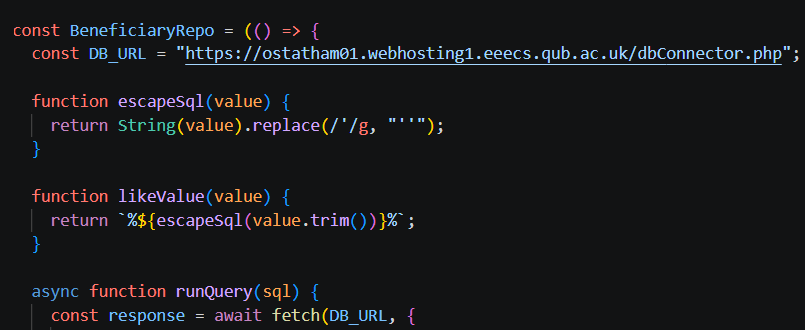 const BeneficiaryRepo = (() => {
  const DB_URL = "https://ostatham01.webhosting1.eeecs.qub.ac.uk/dbConnector.php";
  function escapeSql(value) {
    return String(value).replace(/'/g, "''");
  }
  function likeValue(value) {
    return `%${escapeSql(value.trim())}%`;
  }
  async function runQuery(sql) {
    const response = await fetch(DB_URL, {